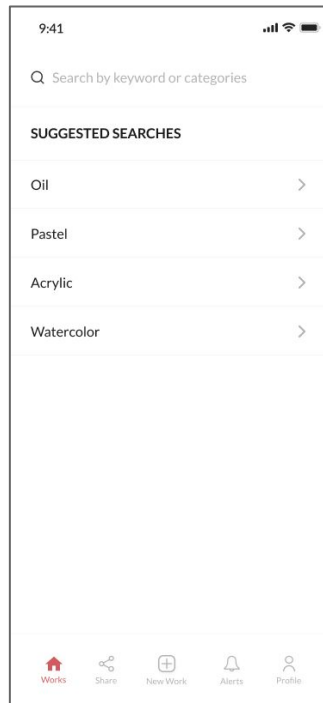 9:41
Search by keyword or categories
SUGGESTED SEARCHES
Oil
Pastel
Acrylic
Watercolor
Works Share New Work Alerts Profile